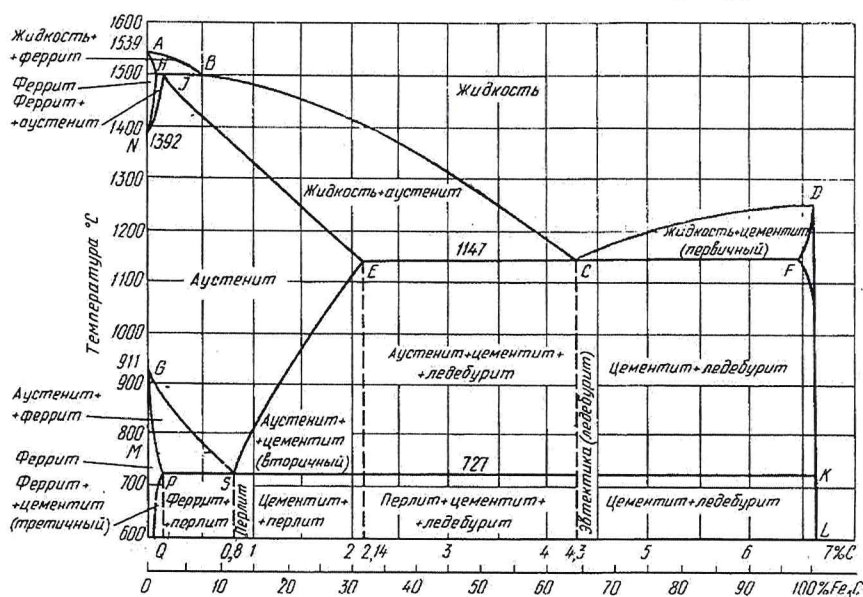 1600
Жидкость+
+феррит
1539
A
H
B
1500
J
Жидкость
Феррит
Феррит+
+аустенит
1400
N
1392
1300
D
Жидкость+аустенит
Жидкость+цементит
(первичный)
1200
1147
E
C
F
1100
Температура °С
Аустенит
1000
Аустенит+цементит+
+ледебурит
Цементит+ледебурит
911
G
900
Аустенит+
+феррит
Аустенит+
+цементит
(вторичный)
Эвтектика (ледебурит)
800
M
Феррит
727
P
S
K
700
Феррит+
+цементит
(третичный)
Феррит+
+перлит
Перлит
Цементит+
+перлит
Перлит+цементит+
+ледебурит
Цементит+ледебурит
600
L
Q
0,8
1
2
2,14
3
4
4,3
5
6
7%C
0
10
20
30
40
50
60
70
80
90
100%Fe₃C